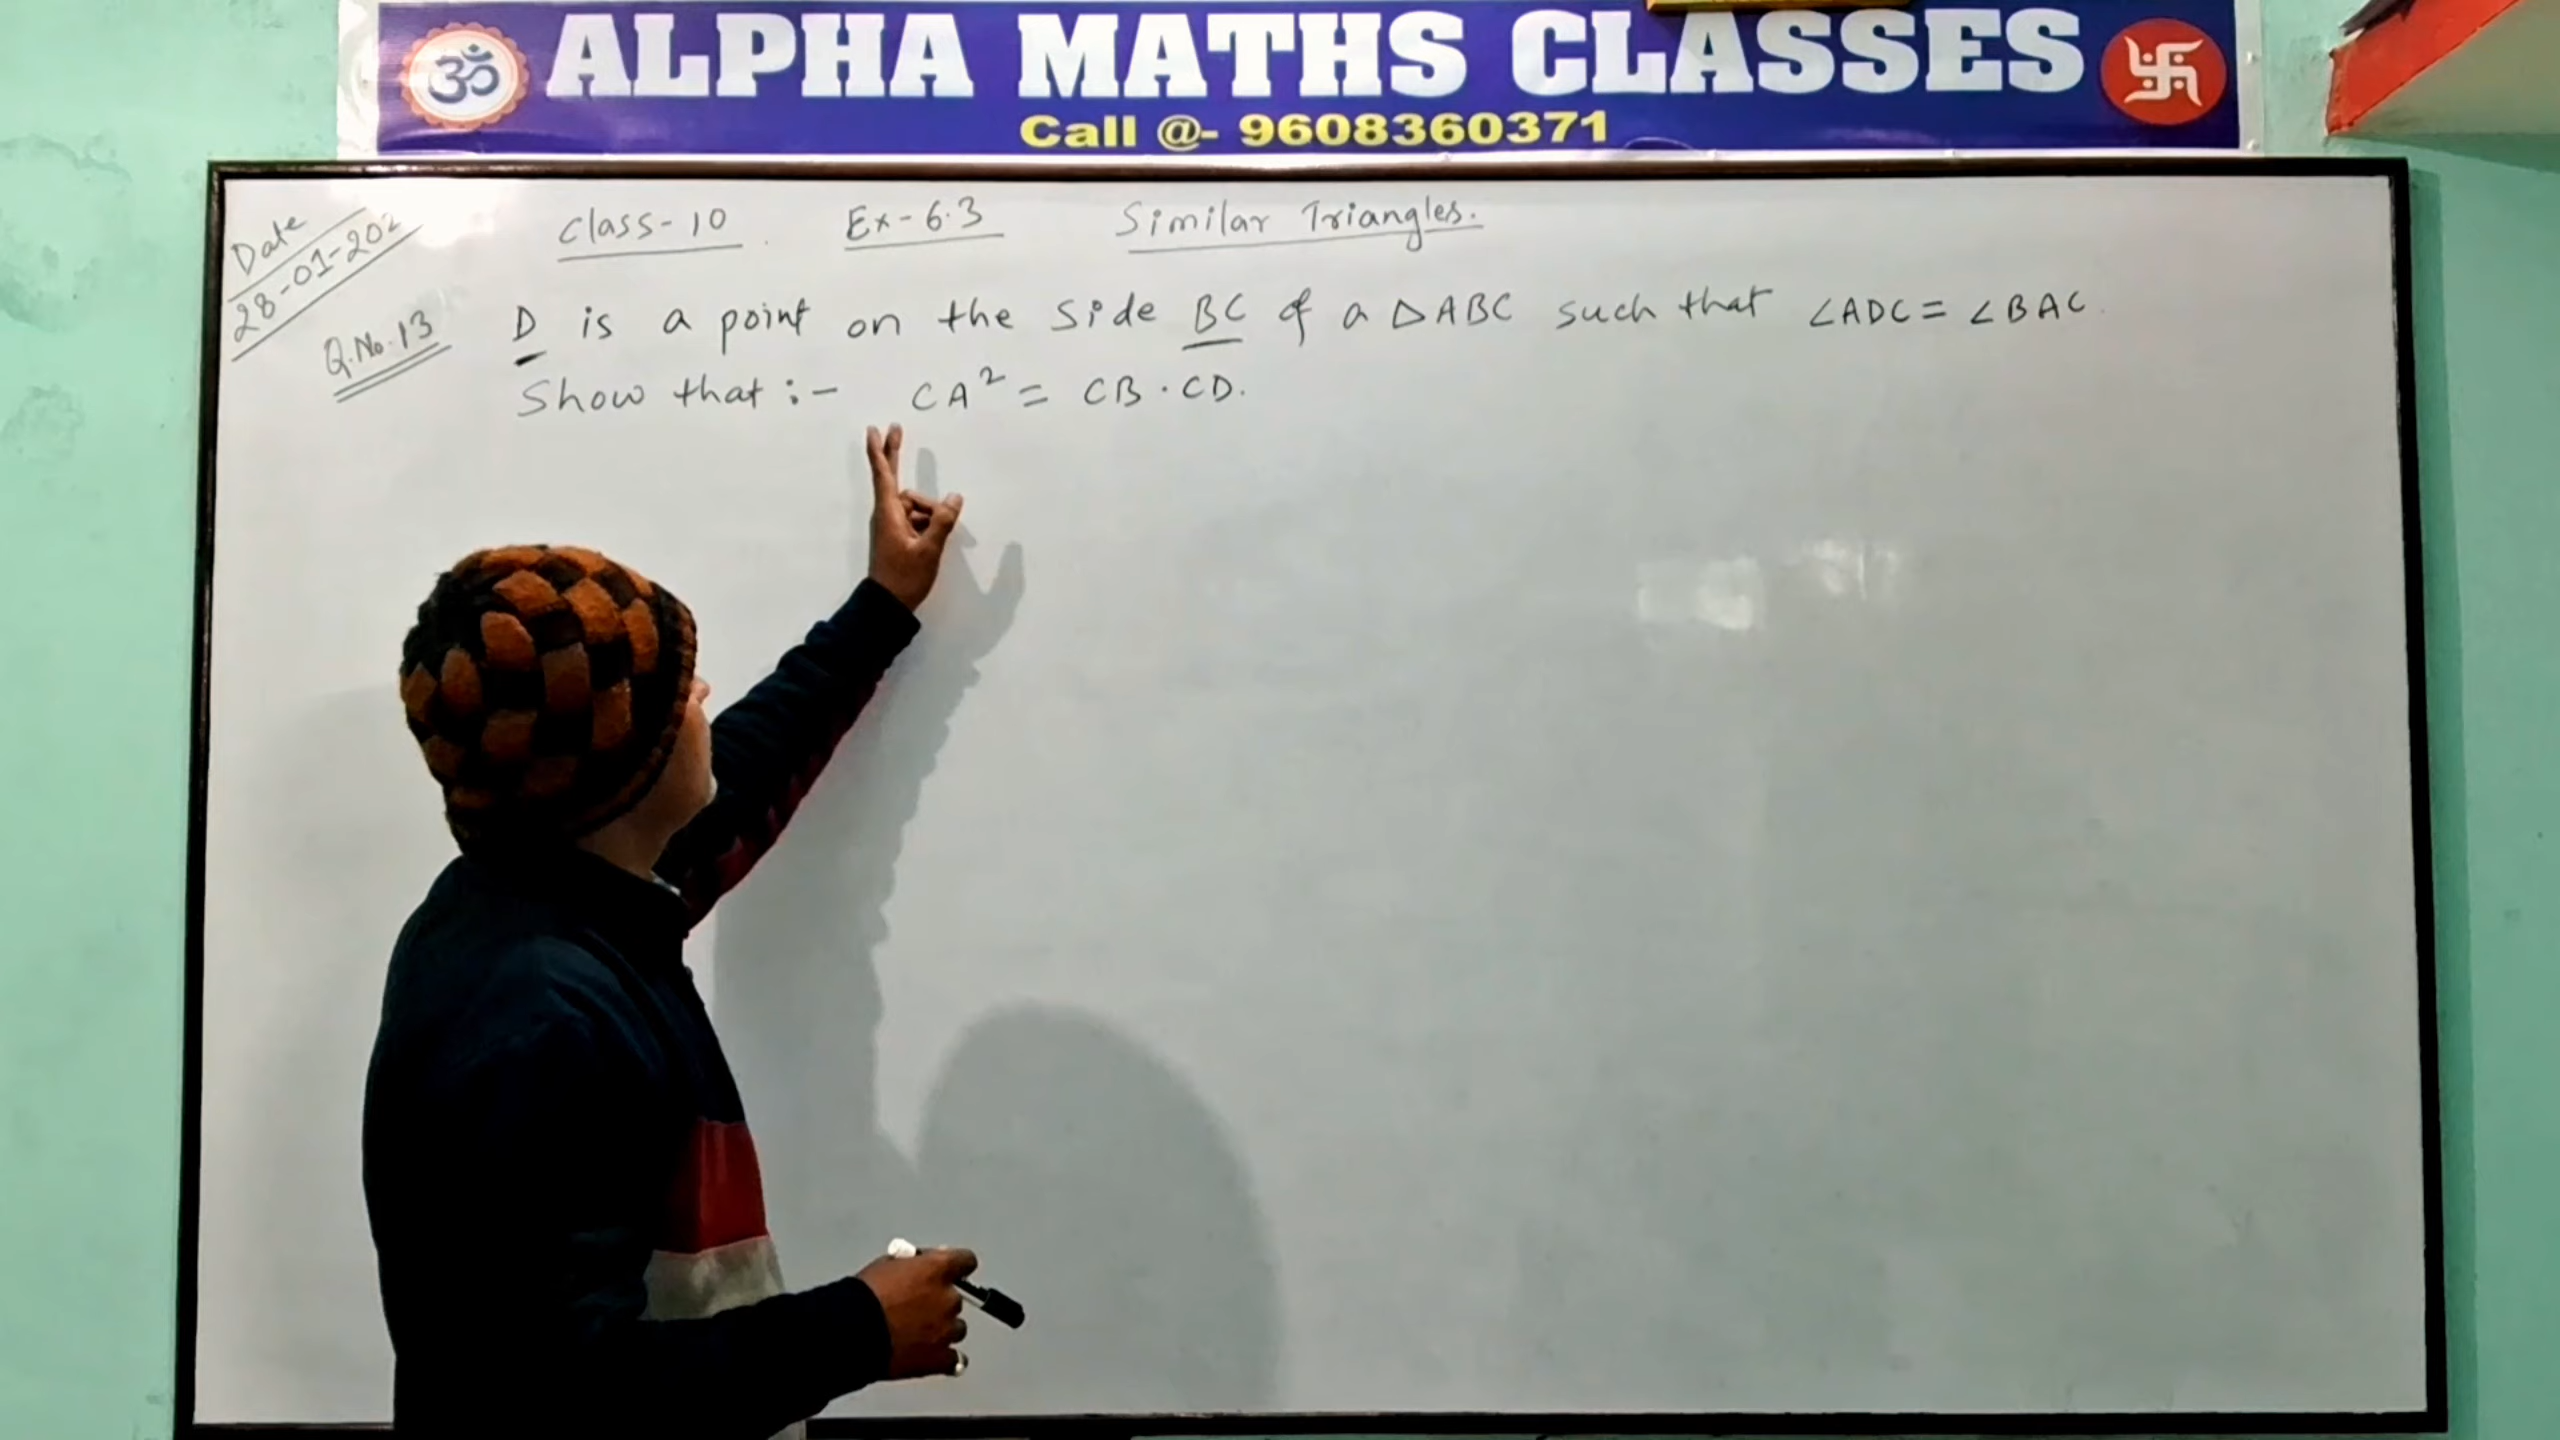 ॐ ALPHA MATHS CLASSES
Call @- 9608360371
Date
28-01-202
Class-10 Ex-6.3 Similar Triangles.
Q.No.13 D is a point on the side BC of a △ABC such that ∠ADC = ∠BAC.
Show that :- CA² = CB · CD.